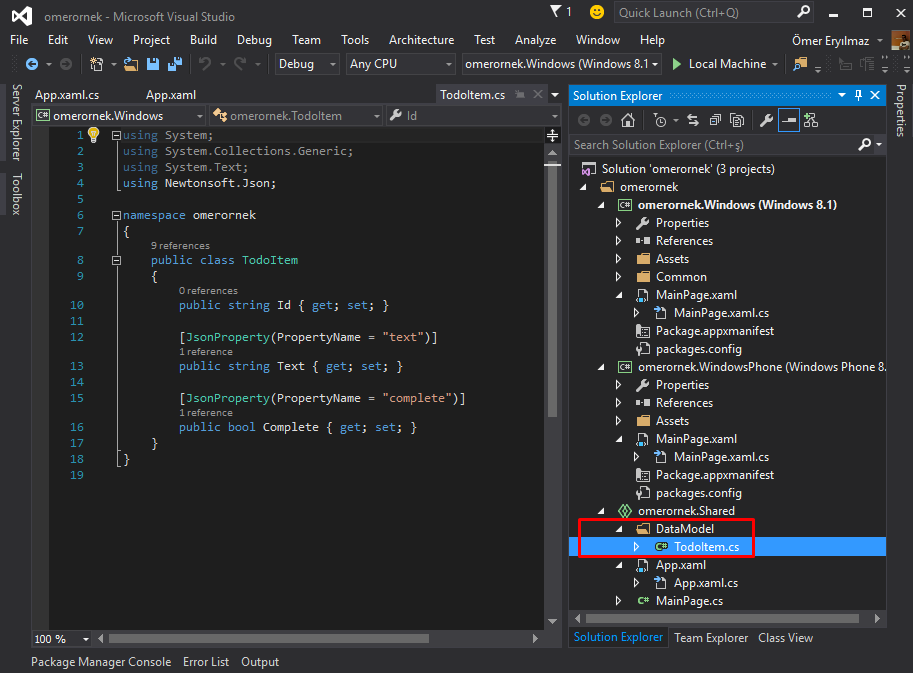 omerornek - Microsoft Visual Studio
1
Quick Launch (Ctrl+Q)
File Edit View Project Build Debug Team Tools Architecture Test Analyze Window Help
Ömer Eryılmaz
Debug Any CPU omerornek.Windows (Windows 8.1) Local Machine
Server Explorer
Toolbox
App.xaml.cs App.xaml TodoItem.cs
omerornek.Windows omerornek.TodoItem Id
1 using System;
2 using System.Collections.Generic;
3 using System.Text;
4 using Newtonsoft.Json;
5
6 namespace omerornek
7 {
9 references
8 public class TodoItem
9 {
0 references
10 public string Id { get; set; }
11
12 [JsonProperty(PropertyName = "text")]
1 reference
13 public string Text { get; set; }
14
15 [JsonProperty(PropertyName = "complete")]
1 reference
16 public bool Complete { get; set; }
17 }
18 }
19
100 %
Package Manager Console Error List Output
Solution Explorer
Search Solution Explorer (Ctrl+ş)
Solution 'omerornek' (3 projects)
omerornek
omerornek.Windows (Windows 8.1)
Properties
References
Assets
Common
MainPage.xaml
MainPage.xaml.cs
Package.appxmanifest
packages.config
omerornek.WindowsPhone (Windows Phone 8.
Properties
References
Assets
MainPage.xaml
MainPage.xaml.cs
Package.appxmanifest
packages.config
omerornek.Shared
DataModel
C# TodoItem.cs
App.xaml
App.xaml.cs
C# MainPage.cs
Solution Explorer Team Explorer Class View
Properties